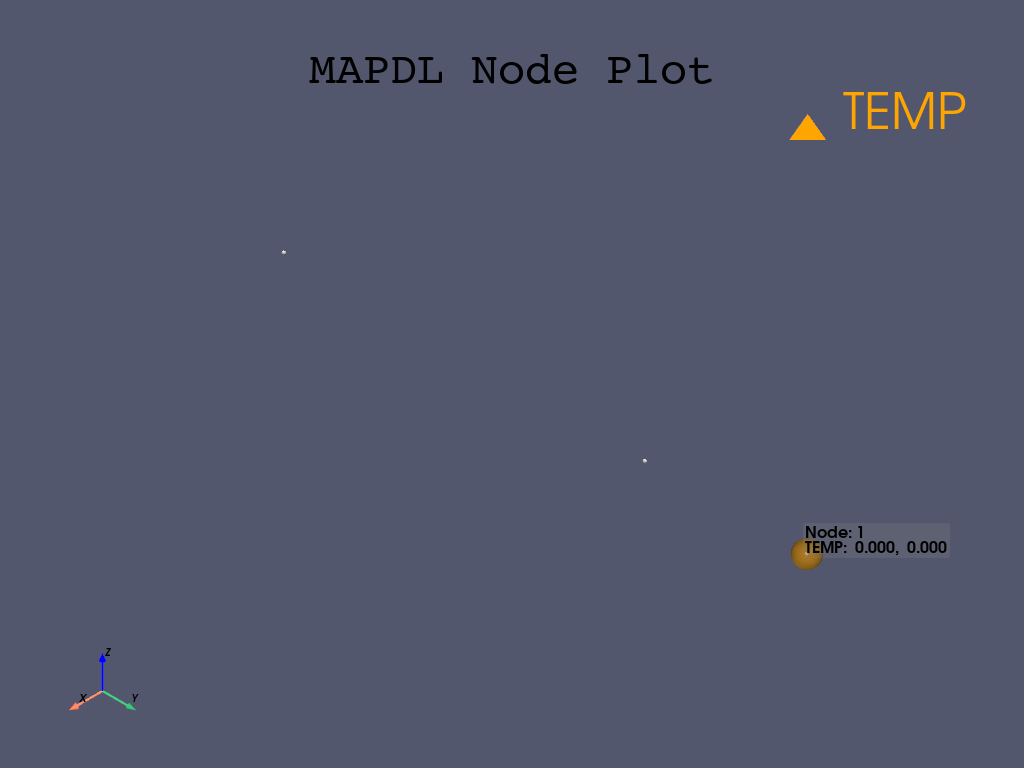 MAPDL Node Plot
TEMP
Node: 1
TEMP: 0.000, 0.000
Z
X
Y